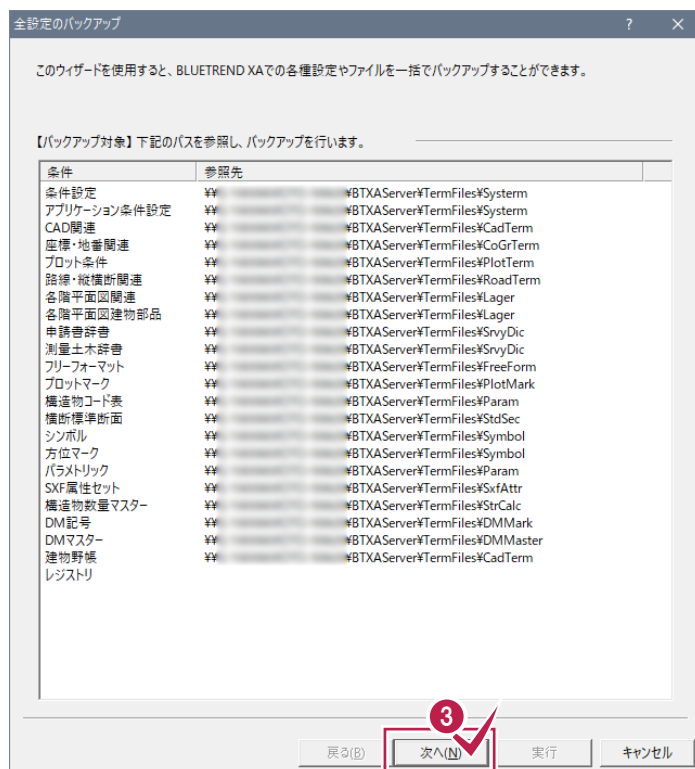 全設定のバックアップ ? ×
このウィザードを使用すると、BLUETREND XAでの各種設定やファイルを一括でバックアップすることができます。
【バックアップ対象】下記のパスを参照し、バックアップを行います。
条件 参照先
条件設定 ¥¥ ¥BTXAServer¥TermFiles¥Systerm
アプリケーション条件設定 ¥¥ ¥BTXAServer¥TermFiles¥Systerm
CAD関連 ¥¥ ¥BTXAServer¥TermFiles¥CadTerm
座標・地番関連 ¥¥ ¥BTXAServer¥TermFiles¥CoGrTerm
プロット条件 ¥¥ ¥BTXAServer¥TermFiles¥PlotTerm
路線・縦横断関連 ¥¥ ¥BTXAServer¥TermFiles¥RoadTerm
各階平面図関連 ¥¥ ¥BTXAServer¥TermFiles¥Lager
各階平面図建物部品 ¥¥ ¥BTXAServer¥TermFiles¥Lager
申請書辞書 ¥¥ ¥BTXAServer¥TermFiles¥SrvyDic
測量土木辞書 ¥¥ ¥BTXAServer¥TermFiles¥SrvyDic
フリーフォーマット ¥¥ ¥BTXAServer¥TermFiles¥FreeForm
プロットマーク ¥¥ ¥BTXAServer¥TermFiles¥PlotMark
構造物コード表 ¥¥ ¥BTXAServer¥TermFiles¥Param
横断標準断面 ¥¥ ¥BTXAServer¥TermFiles¥StdSec
シンボル ¥¥ ¥BTXAServer¥TermFiles¥Symbol
方位マーク ¥¥ ¥BTXAServer¥TermFiles¥Symbol
パラメトリック ¥¥ ¥BTXAServer¥TermFiles¥Param
SXF属性セット ¥¥ ¥BTXAServer¥TermFiles¥SxfAttr
構造物数量マスター ¥¥ ¥BTXAServer¥TermFiles¥StrCalc
DM記号 ¥¥ ¥BTXAServer¥TermFiles¥DMMark
DMマスター ¥¥ ¥BTXAServer¥TermFiles¥DMMaster
建物野帳 ¥¥ ¥BTXAServer¥TermFiles¥CadTerm
レジストリ
3
戻る(B) 次へ(N) 実行 キャンセル